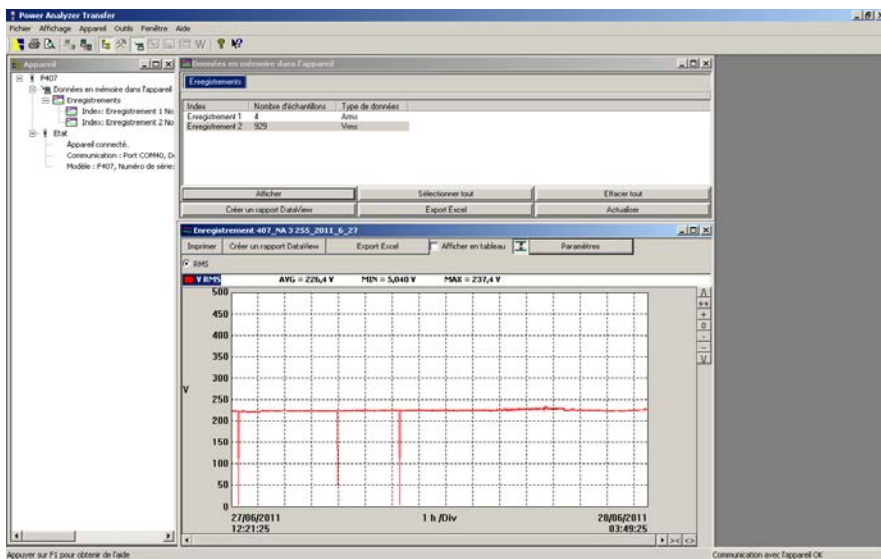 Power Analyzer Transfer
Fichier Affichage Appareil Outils Fenêtre Aide
W
Appareil
F407
Données en mémoire dans l'appareil
Enregistrements
Index: Enregistrement 1 No
Index: Enregistrement 2 No
Etat
Appareil connecté.
Communication : Port COM40, D
Modèle : F407, Numéro de série:
Données en mémoire dans l'appareil
Enregistrements
Index Nombre d'échantillons Type de données
Enregistrement 1 4 Arms
Enregistrement 2 929 Vrms
Afficher Sélectionner tout Effacer tout
Créer un rapport DataView Export Excel Actualiser
Enregistrement 407_NA 3 255_2011_6_27
Imprimer Créer un rapport DataView Export Excel Afficher en tableau Paramètres
RMS
V RMS AVG = 226,4 V MIN = 5,040 V MAX = 237,4 V
500
450
400
350
300
V
250
200
150
100
50
0
27/06/2011 1 h /Div 28/06/2011
12:21:25 03:49:25
Appuyer sur F1 pour obtenir de l'aide Communication avec l'appareil OK